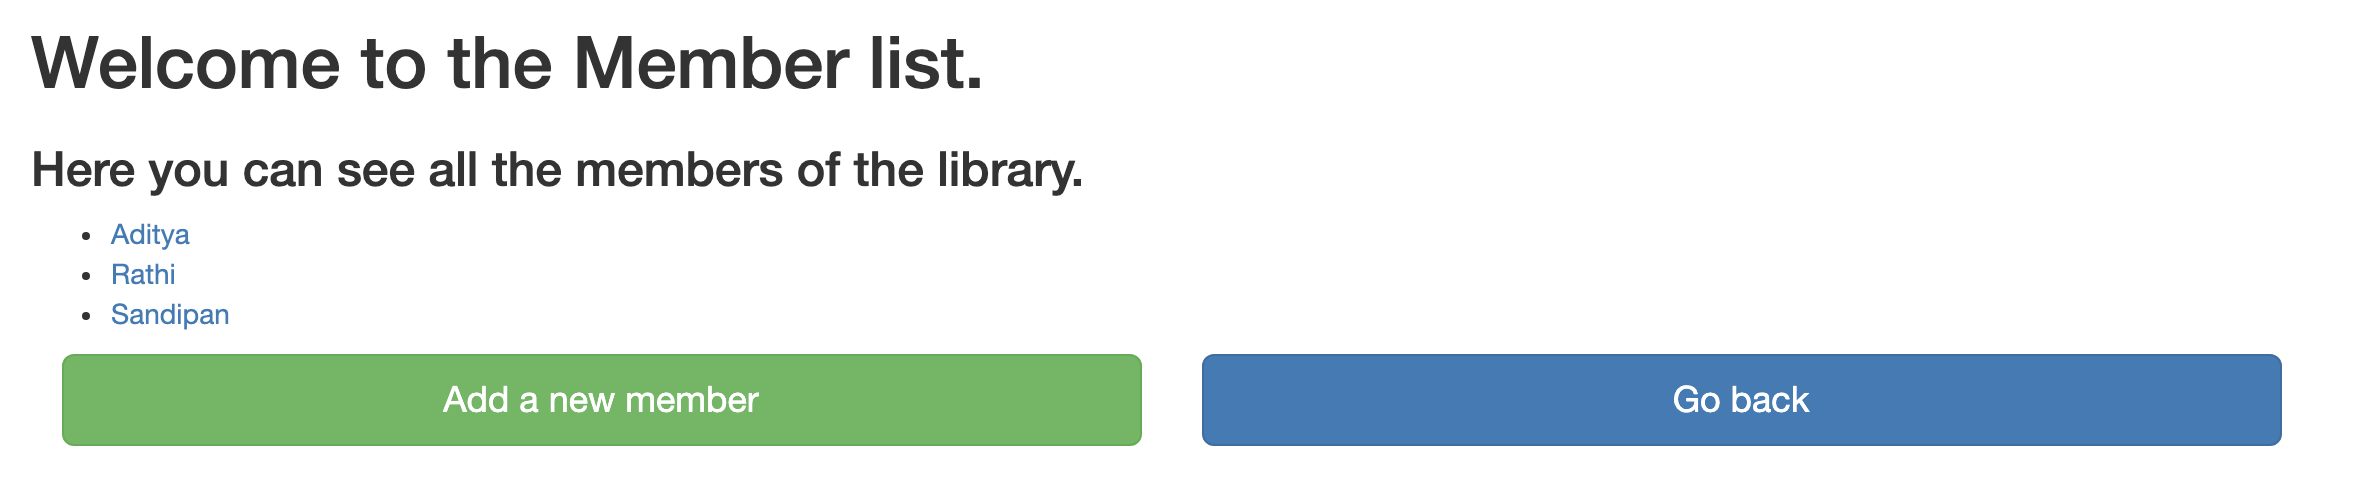 Welcome to the Member list.
Here you can see all the members of the library.
Aditya
Rathi
Sandipan
Add a new member
Go back